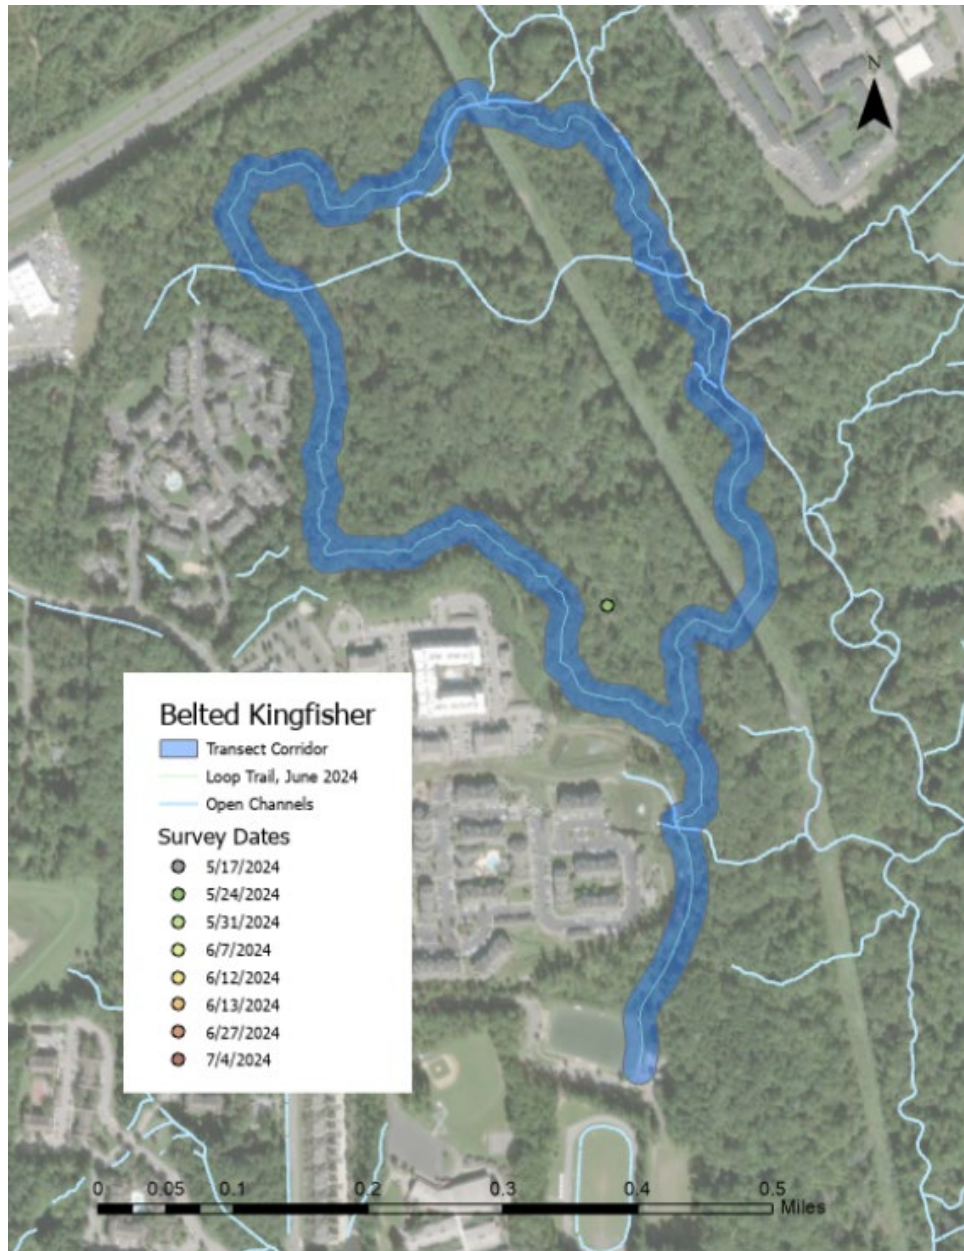 N
Belted Kingfisher
Transect Corridor
Loop Trail, June 2024
Open Channels
Survey Dates
5/17/2024
5/24/2024
5/31/2024
6/7/2024
6/12/2024
6/13/2024
6/27/2024
7/4/2024
0 0.05 0.1 0.2 0.3 0.4 0.5
Miles